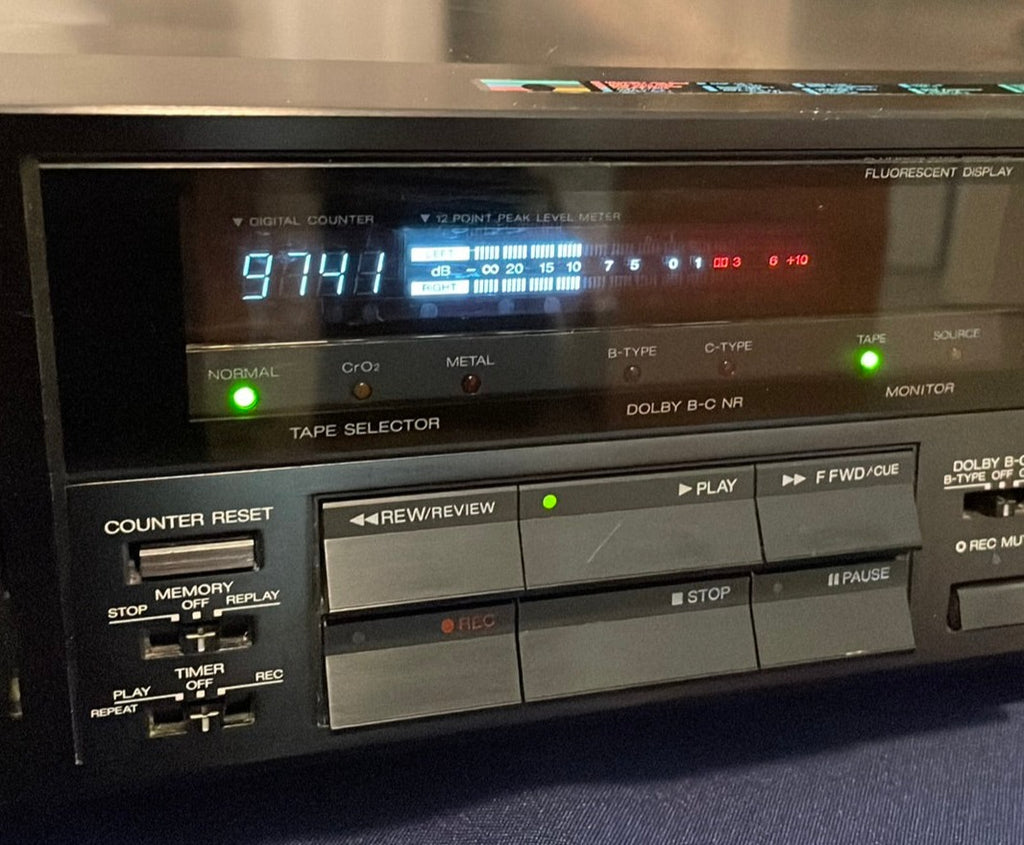 FLUORESCENT DISPLAY
▼ DIGITAL COUNTER ▼ 12 POINT PEAK LEVEL METER
9741
LEFT
dB -∞ 20 15 10 7 5 0 1 3 6 +10
RIGHT
NORMAL CrO₂ METAL B-TYPE C-TYPE TAPE SOURCE
TAPE SELECTOR DOLBY B-C NR MONITOR
COUNTER RESET
◀◀REW/REVIEW ▶PLAY ▶▶ F FWD/CUE
DOLBY B-C
B-TYPE OFF C
MEMORY
STOP OFF REPLAY
●REC ■STOP ❚❚PAUSE
REC MU
TIMER
PLAY OFF REC
REPEAT